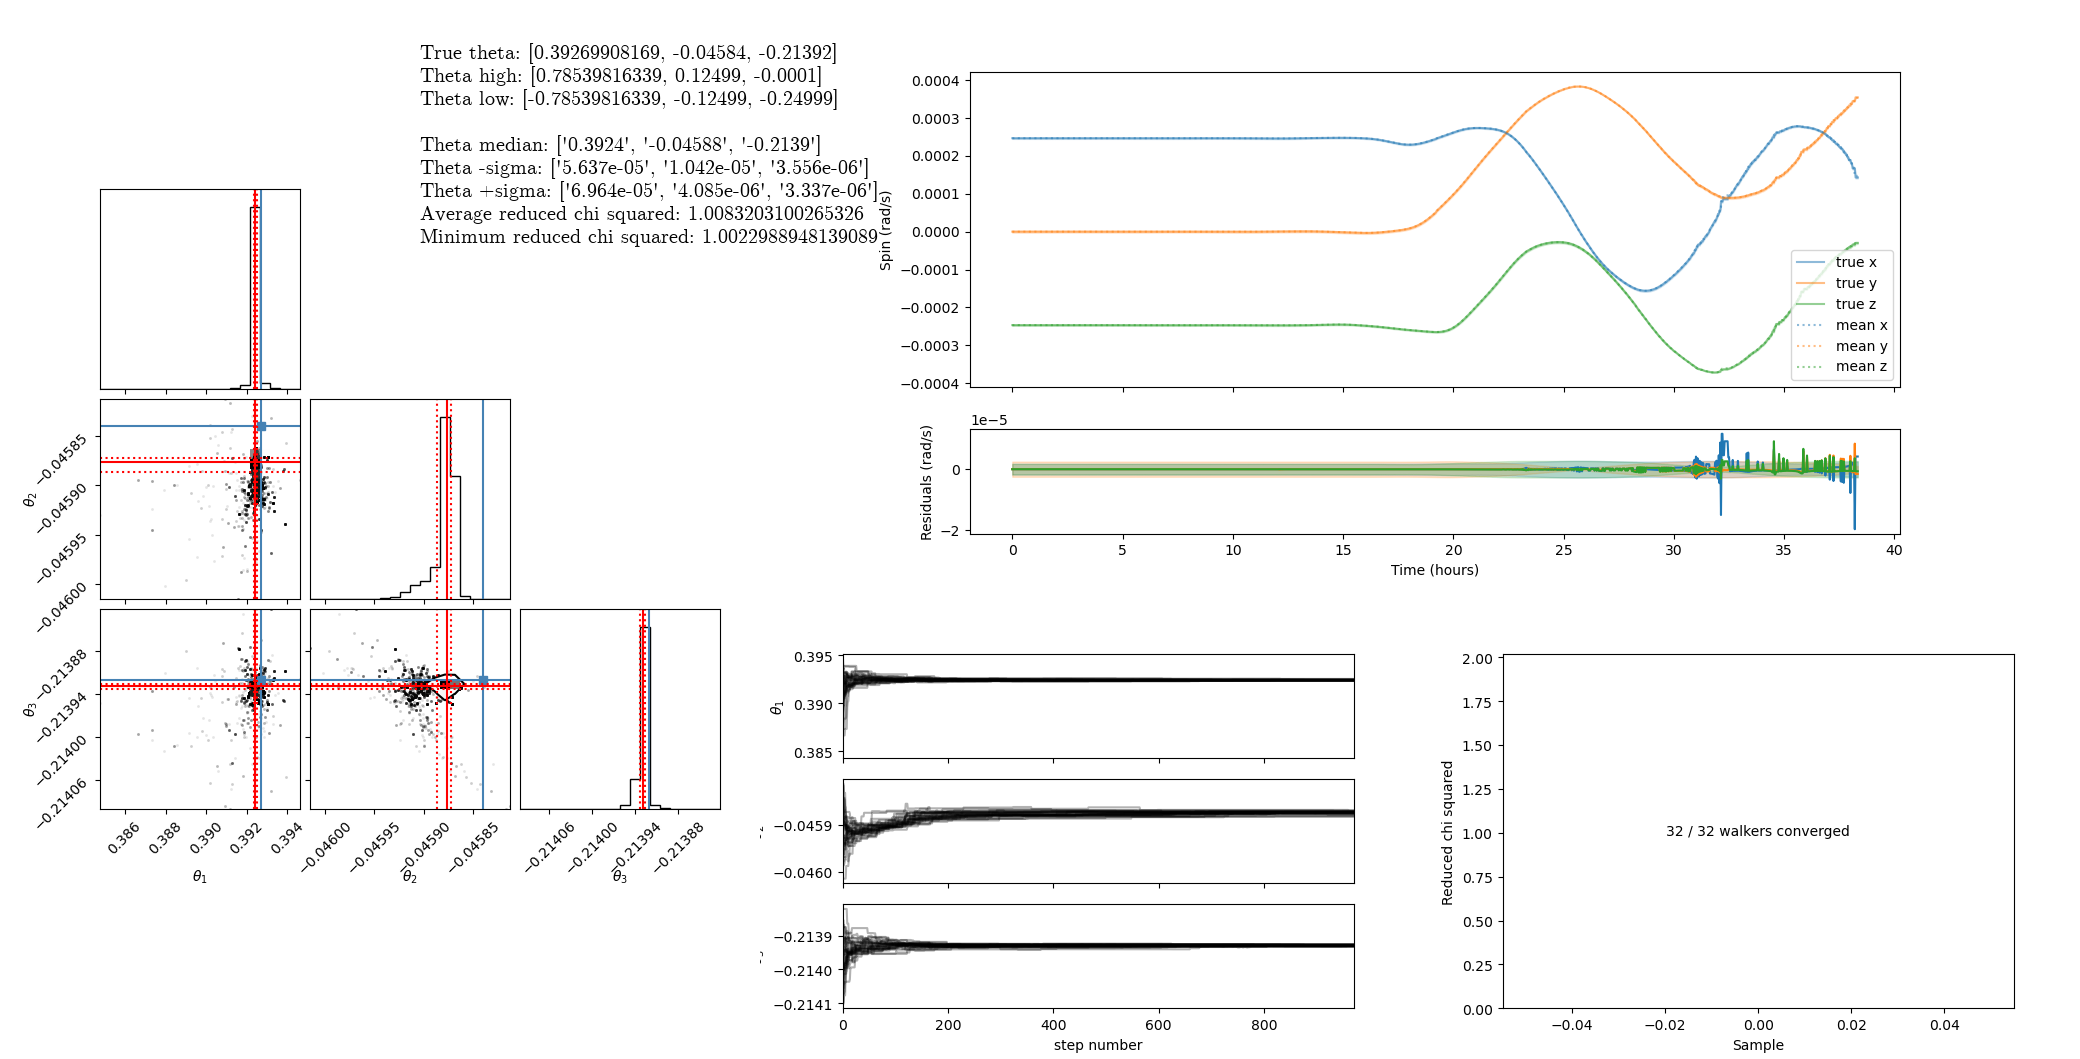 True theta: [0.39269908169, -0.04584, -0.21392]
Theta high: [0.78539816339, 0.12499, -0.0001]
Theta low: [-0.78539816339, -0.12499, -0.24999]
Theta median: ['0.3924', '-0.04588', '-0.2139']
Theta -sigma: ['5.637e-05', '1.042e-05', '3.556e-06']
Theta +sigma: ['6.964e-05', '4.085e-06', '3.337e-06']
Average reduced chi squared: 1.0083203100265326
Minimum reduced chi squared: 1.0022988948139089
θ2
−0.04585
−0.04590
−0.04595
−0.04600
θ3
−0.21388
−0.21394
−0.21400
−0.21406
0.386
0.388
0.390
0.392
0.394
θ1
−0.04600
−0.04595
−0.04590
−0.04585
θ2
−0.21406
−0.21400
−0.21394
−0.21388
θ3
Spin (rad/s)
0.0004
0.0003
0.0002
0.0001
0.0000
−0.0001
−0.0002
−0.0003
−0.0004
true x
true y
true z
mean x
mean y
mean z
1e−5
Residuals (rad/s)
0
−2
0 5 10 15 20 25 30 35 40
Time (hours)
θ1
0.395
0.390
0.385
−0.0459
−0.0460
−0.2139
−0.2140
−0.2141
0 200 400 600 800
step number
Reduced chi squared
2.00
1.75
1.50
1.25
1.00
0.75
0.50
0.25
0.00
32 / 32 walkers converged
−0.04 −0.02 0.00 0.02 0.04
Sample